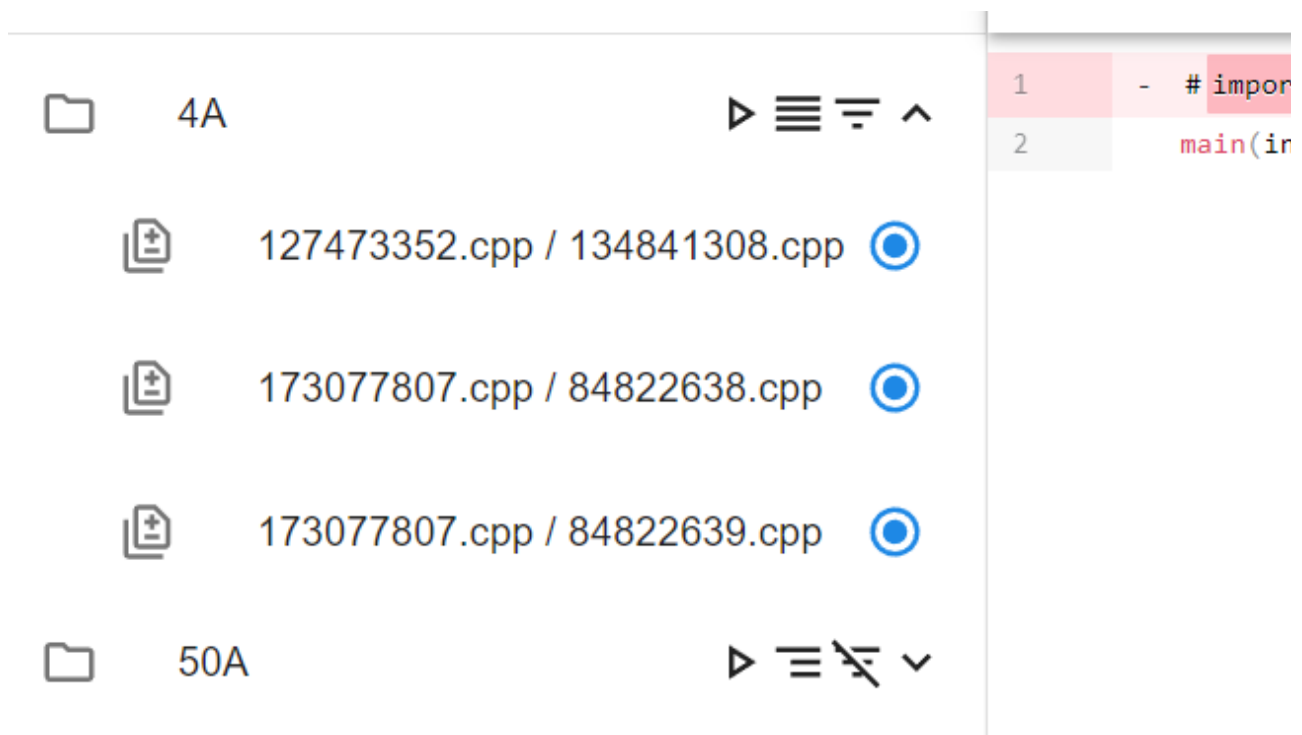 4A
127473352.cpp / 134841308.cpp
173077807.cpp / 84822638.cpp
173077807.cpp / 84822639.cpp
50A
1 - # impor
2 main(in